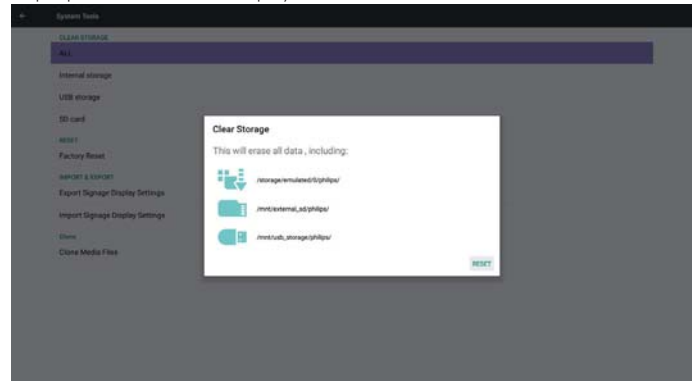 System Tools
CLEAR STORAGE
ALL
Internal storage
USB storage
SD card
RESET
Factory Reset
IMPORT & EXPORT
Export Signage Display Settings
Import Signage Display Settings
Clone
Clone Media Files
Clear Storage
This will erase all data , including:
/storage/emulated/0/philips/
/mnt/external_sd/philips/
/mnt/usb_storage/philips/
RESET